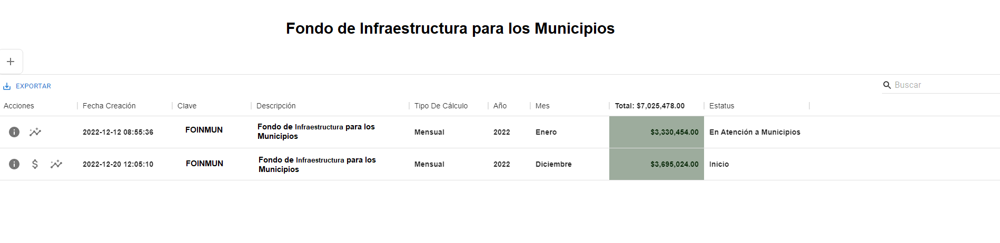 Fondo de Infraestructura para los Municipios
EXPORTAR
Buscar
Acciones Fecha Creación Clave Descripción Tipo De Cálculo Año Mes Total: $7,025,478.00 Estatus
2022-12-12 08:55:36 FOINMUN Fondo de Infraestructura para los Municipios Mensual 2022 Enero $3,330,454.00 En Atención a Municipios
2022-12-20 12:05:10 FOINMUN Fondo de Infraestructura para los Municipios Mensual 2022 Diciembre $3,695,024.00 Inicio